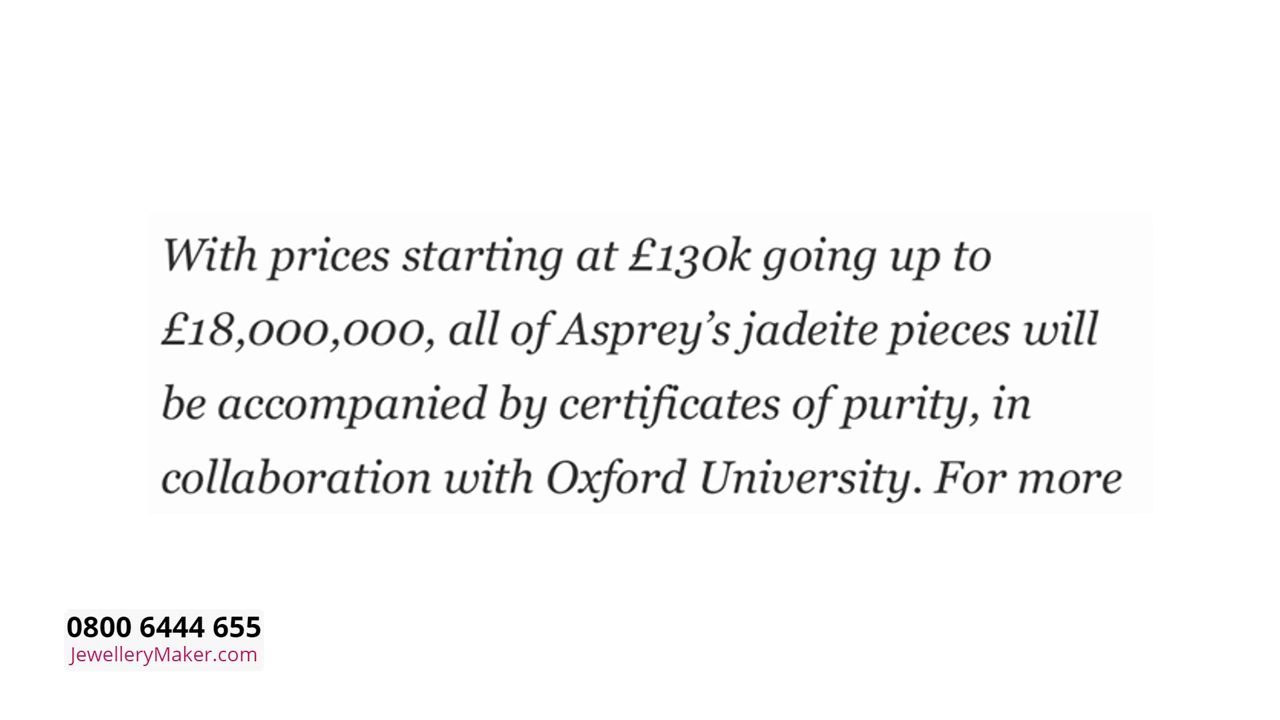 With prices starting at £130k going up to
£18,000,000, all of Asprey’s jadeite pieces will
be accompanied by certificates of purity, in
collaboration with Oxford University. For more
0800 6444 655
JewelleryMaker.com